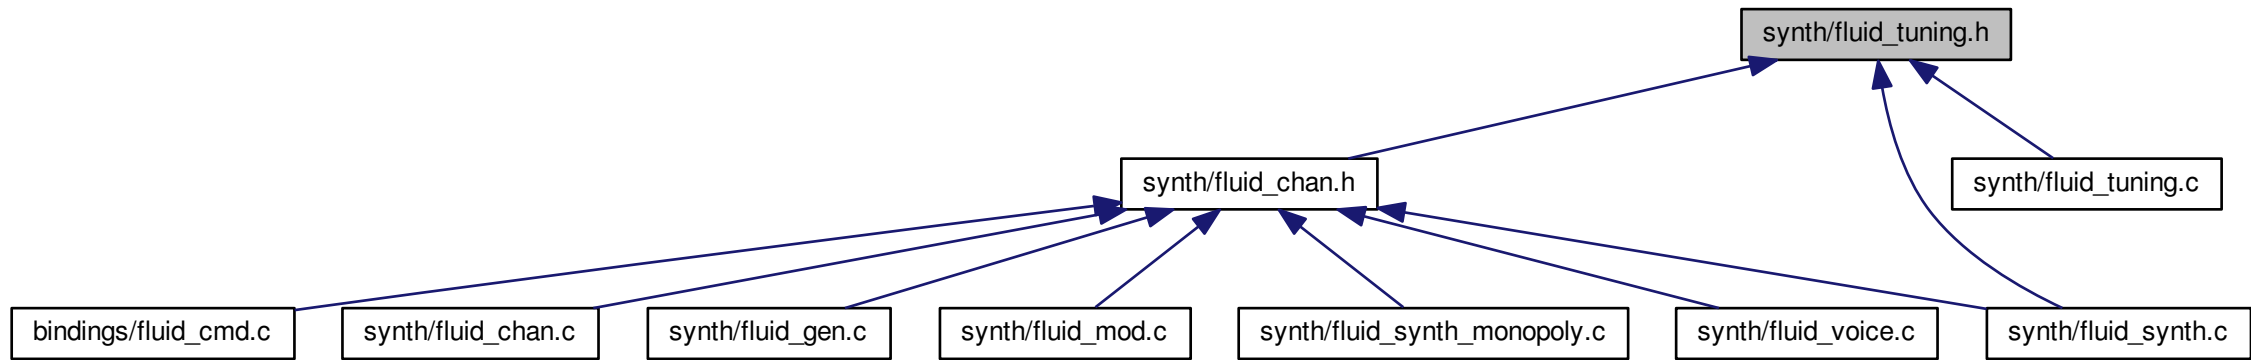 synth/fluid_tuning.h
synth/fluid_chan.h
synth/fluid_tuning.c
bindings/fluid_cmd.c
synth/fluid_chan.c
synth/fluid_gen.c
synth/fluid_mod.c
synth/fluid_synth_monopoly.c
synth/fluid_voice.c
synth/fluid_synth.c